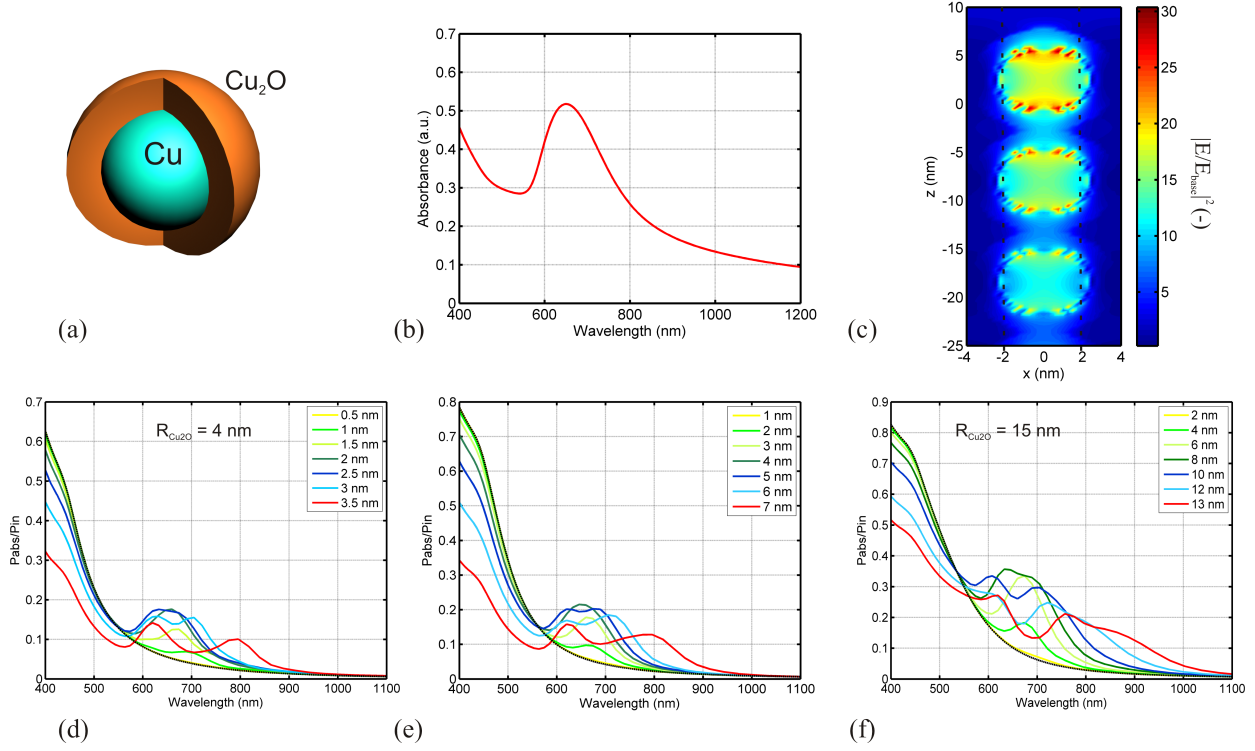 Cu₂O
Cu
(a)
0.8
0.7
0.6
0.5
0.4
0.3
0.2
0.1
0
400 600 800 1000 1200
Absorbance (a.u.)
Wavelength (nm)
(b)
10
5
0
-5
-10
-15
-20
-25
-4 -2 0 2 4
z (nm)
x (nm)
30
25
20
15
10
5
|E/E_base|² (-)
(c)
0.7
0.6
0.5
0.4
0.3
0.2
0.1
0
400 500 600 700 800 900 1000 1100
Pabs/Pin
Wavelength (nm)
R_Cu2O = 4 nm
0.5 nm
1 nm
1.5 nm
2 nm
2.5 nm
3 nm
3.5 nm
(d)
0.8
0.7
0.6
0.5
0.4
0.3
0.2
0.1
0
400 500 600 700 800 900 1000 1100
Pabs/Pin
Wavelength (nm)
1 nm
2 nm
3 nm
4 nm
5 nm
6 nm
7 nm
(e)
0.9
0.8
0.7
0.6
0.5
0.4
0.3
0.2
0.1
0
400 500 600 700 800 900 1000 1100
Pabs/Pin
Wavelength (nm)
R_Cu2O = 15 nm
2 nm
4 nm
6 nm
8 nm
10 nm
12 nm
13 nm
(f)